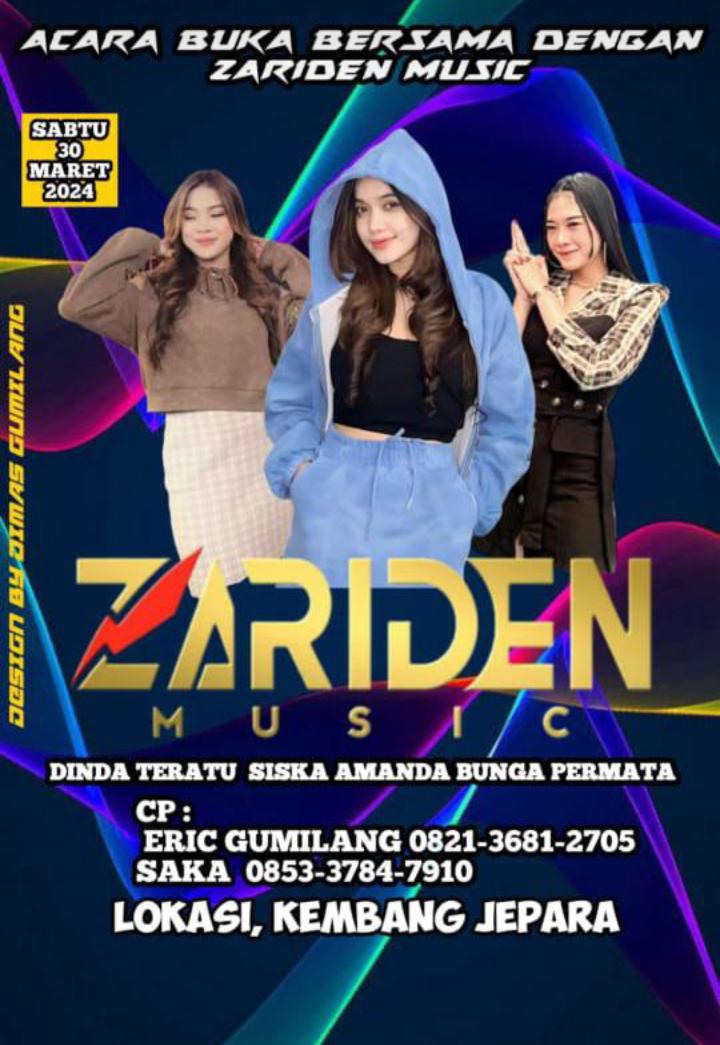 ACARA BUKA BERSAMA DENGAN
ZARIDEN MUSIC
SABTU
30
MARET
2024
DESIGN BY DIMAS GUMILANG
ZARIDEN
MUSIC
DINDA TERATU SISKA AMANDA BUNGA PERMATA
CP :
ERIC GUMILANG 0821-3681-2705
SAKA 0853-3784-7910
LOKASI, KEMBANG JEPARA